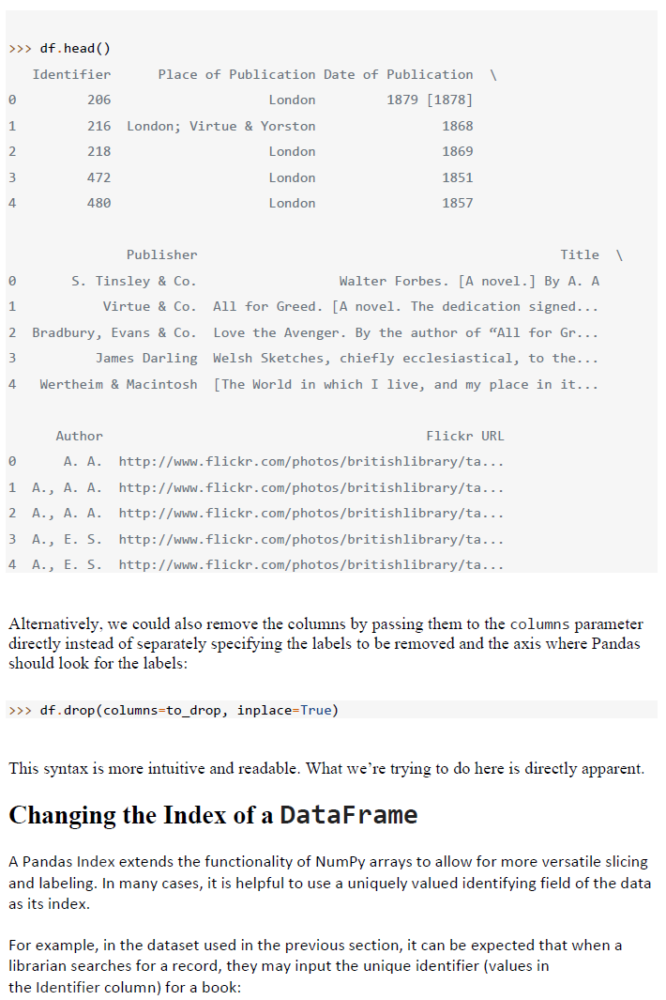 >>> df.head()
   Identifier      Place of Publication Date of Publication  \
0         206                    London         1879 [1878]
1         216  London; Virtue & Yorston                1868
2         218                    London                1869
3         472                    London                1851
4         480                    London                1857
               Publisher                                              Title  \
0       S. Tinsley & Co.                  Walter Forbes. [A novel.] By A. A
1           Virtue & Co.  All for Greed. [A novel. The dedication signed...
2  Bradbury, Evans & Co.  Love the Avenger. By the author of “All for Gr...
3          James Darling  Welsh Sketches, chiefly ecclesiastical, to the...
4   Wertheim & Macintosh  [The World in which I live, and my place in it...
      Author                                         Flickr URL
0      A. A.  http://www.flickr.com/photos/britishlibrary/ta...
1  A., A. A.  http://www.flickr.com/photos/britishlibrary/ta...
2  A., A. A.  http://www.flickr.com/photos/britishlibrary/ta...
3  A., E. S.  http://www.flickr.com/photos/britishlibrary/ta...
4  A., E. S.  http://www.flickr.com/photos/britishlibrary/ta...
Alternatively, we could also remove the columns by passing them to the columns parameter
directly instead of separately specifying the labels to be removed and the axis where Pandas
should look for the labels:
>>> df.drop(columns=to_drop, inplace=True)
This syntax is more intuitive and readable. What we’re trying to do here is directly apparent.
Changing the Index of a DataFrame
A Pandas Index extends the functionality of NumPy arrays to allow for more versatile slicing
and labeling. In many cases, it is helpful to use a uniquely valued identifying field of the data
as its index.
For example, in the dataset used in the previous section, it can be expected that when a
librarian searches for a record, they may input the unique identifier (values in
the Identifier column) for a book: